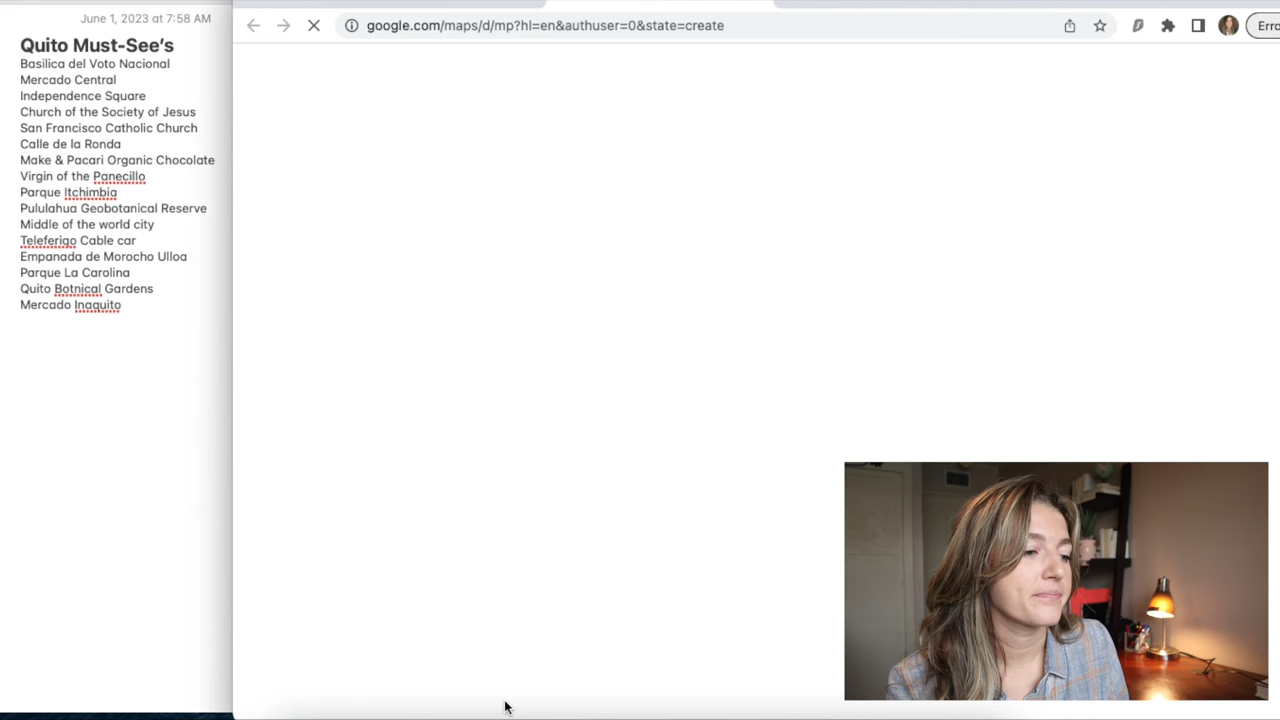 June 1, 2023 at 7:58 AM
Quito Must-See's
Basilica del Voto Nacional
Mercado Central
Independence Square
Church of the Society of Jesus
San Francisco Catholic Church
Calle de la Ronda
Make & Pacari Organic Chocolate
Virgin of the Panecillo
Parque Itchimbia
Pululahua Geobotanical Reserve
Middle of the world city
Teleferiqo Cable car
Empanada de Morocho Ulloa
Parque La Carolina
Quito Botnical Gardens
Mercado Inaquito
google.com/maps/d/mp?hl=en&authuser=0&state=create
Erro